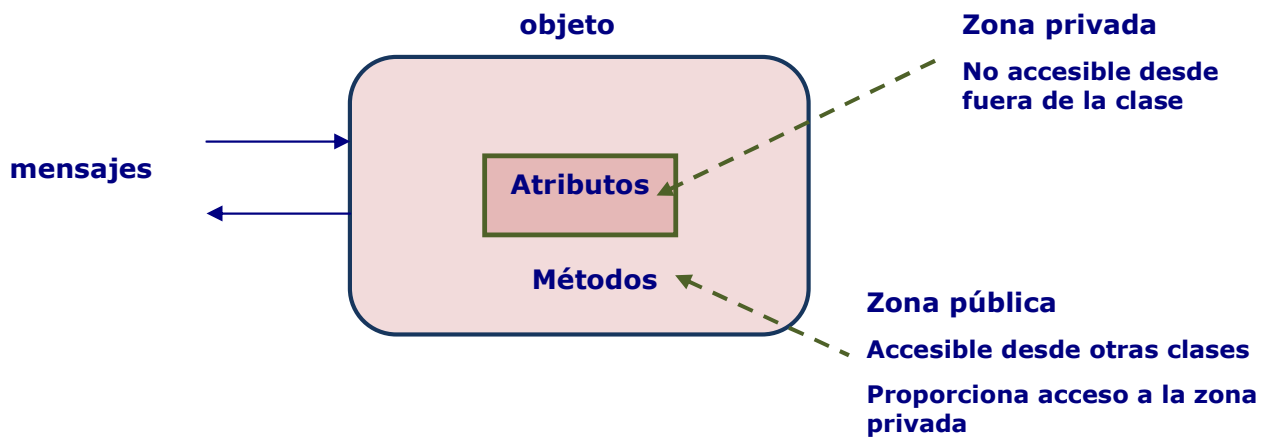 objeto
Zona privada
No accesible desde
fuera de la clase
mensajes
Atributos
Métodos
Zona pública
Accesible desde otras clases
Proporciona acceso a la zona
privada